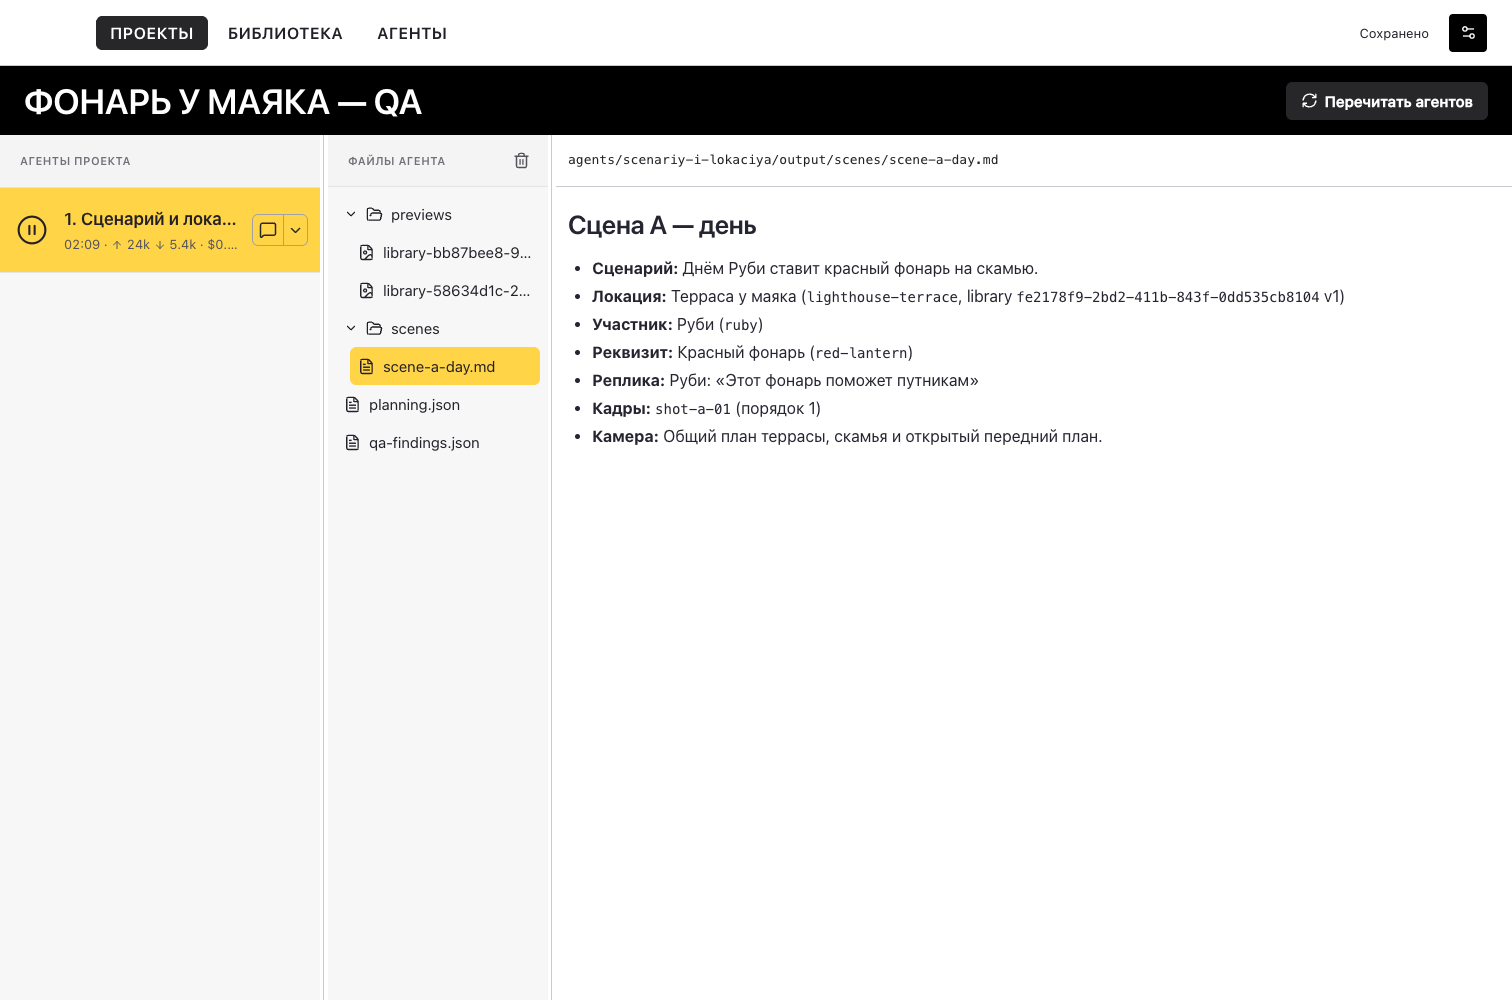 ПРОЕКТЫ БИБЛИОТЕКА АГЕНТЫ Сохранено
ФОНАРЬ У МАЯКА — QA
Перечитать агентов
АГЕНТЫ ПРОЕКТА
1. Сценарий и лока...
02:09 · ↑ 24k ↓ 5.4k · $0....
ФАЙЛЫ АГЕНТА
previews
library-bb87bee8-9...
library-58634d1c-2...
scenes
scene-a-day.md
planning.json
qa-findings.json
agents/scenariy-i-lokaciya/output/scenes/scene-a-day.md
Сцена A — день
• Сценарий: Днём Руби ставит красный фонарь на скамью.
• Локация: Терраса у маяка (lighthouse-terrace, library fe2178f9-2bd2-411b-843f-0dd535cb8104 v1)
• Участник: Руби (ruby)
• Реквизит: Красный фонарь (red-lantern)
• Реплика: Руби: «Этот фонарь поможет путникам»
• Кадры: shot-a-01 (порядок 1)
• Камера: Общий план террасы, скамья и открытый передний план.